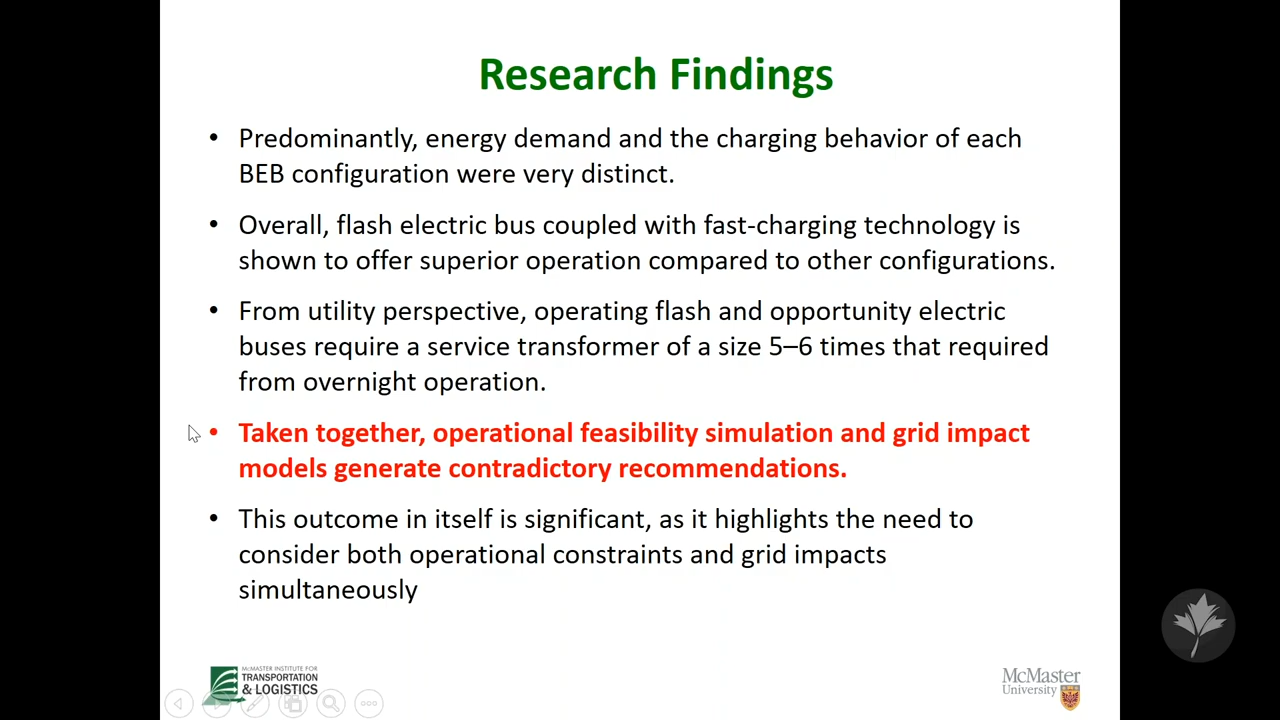 Research Findings
• Predominantly, energy demand and the charging behavior of each
BEB configuration were very distinct.
• Overall, flash electric bus coupled with fast-charging technology is
shown to offer superior operation compared to other configurations.
• From utility perspective, operating flash and opportunity electric
buses require a service transformer of a size 5–6 times that required
from overnight operation.
• Taken together, operational feasibility simulation and grid impact
models generate contradictory recommendations.
• This outcome in itself is significant, as it highlights the need to
consider both operational constraints and grid impacts
simultaneously
McMASTER INSTITUTE FOR
TRANSPORTATION
& LOGISTICS
McMaster
University